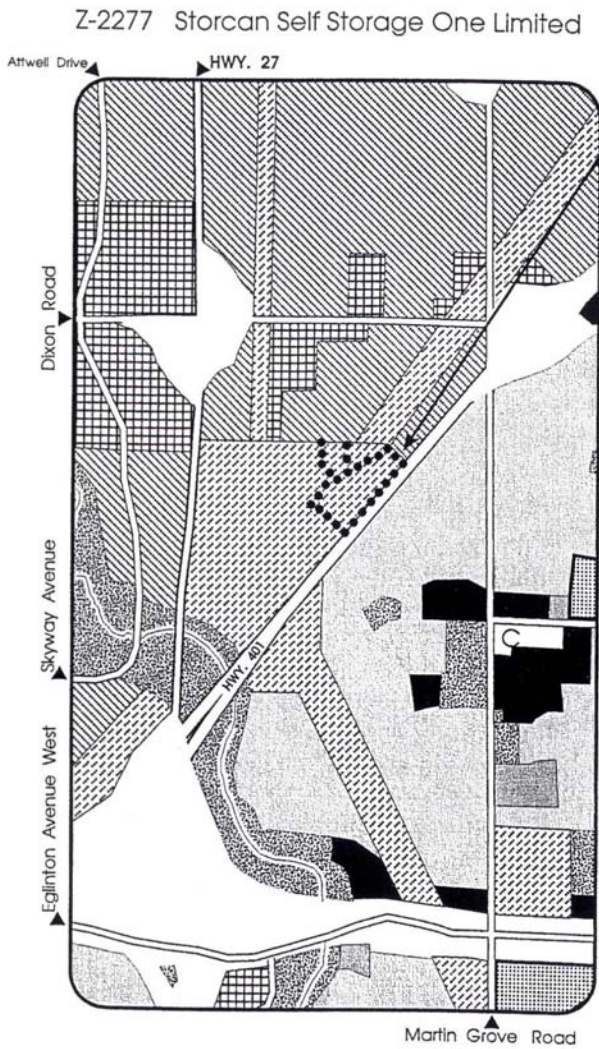 Z-2277 Storcan Self Storage One Limited
Attwell Drive
HWY. 27
Dixon Road
Skyway Avenue
HWY. 401
Eglinton Avenue West
C
Martin Grove Road